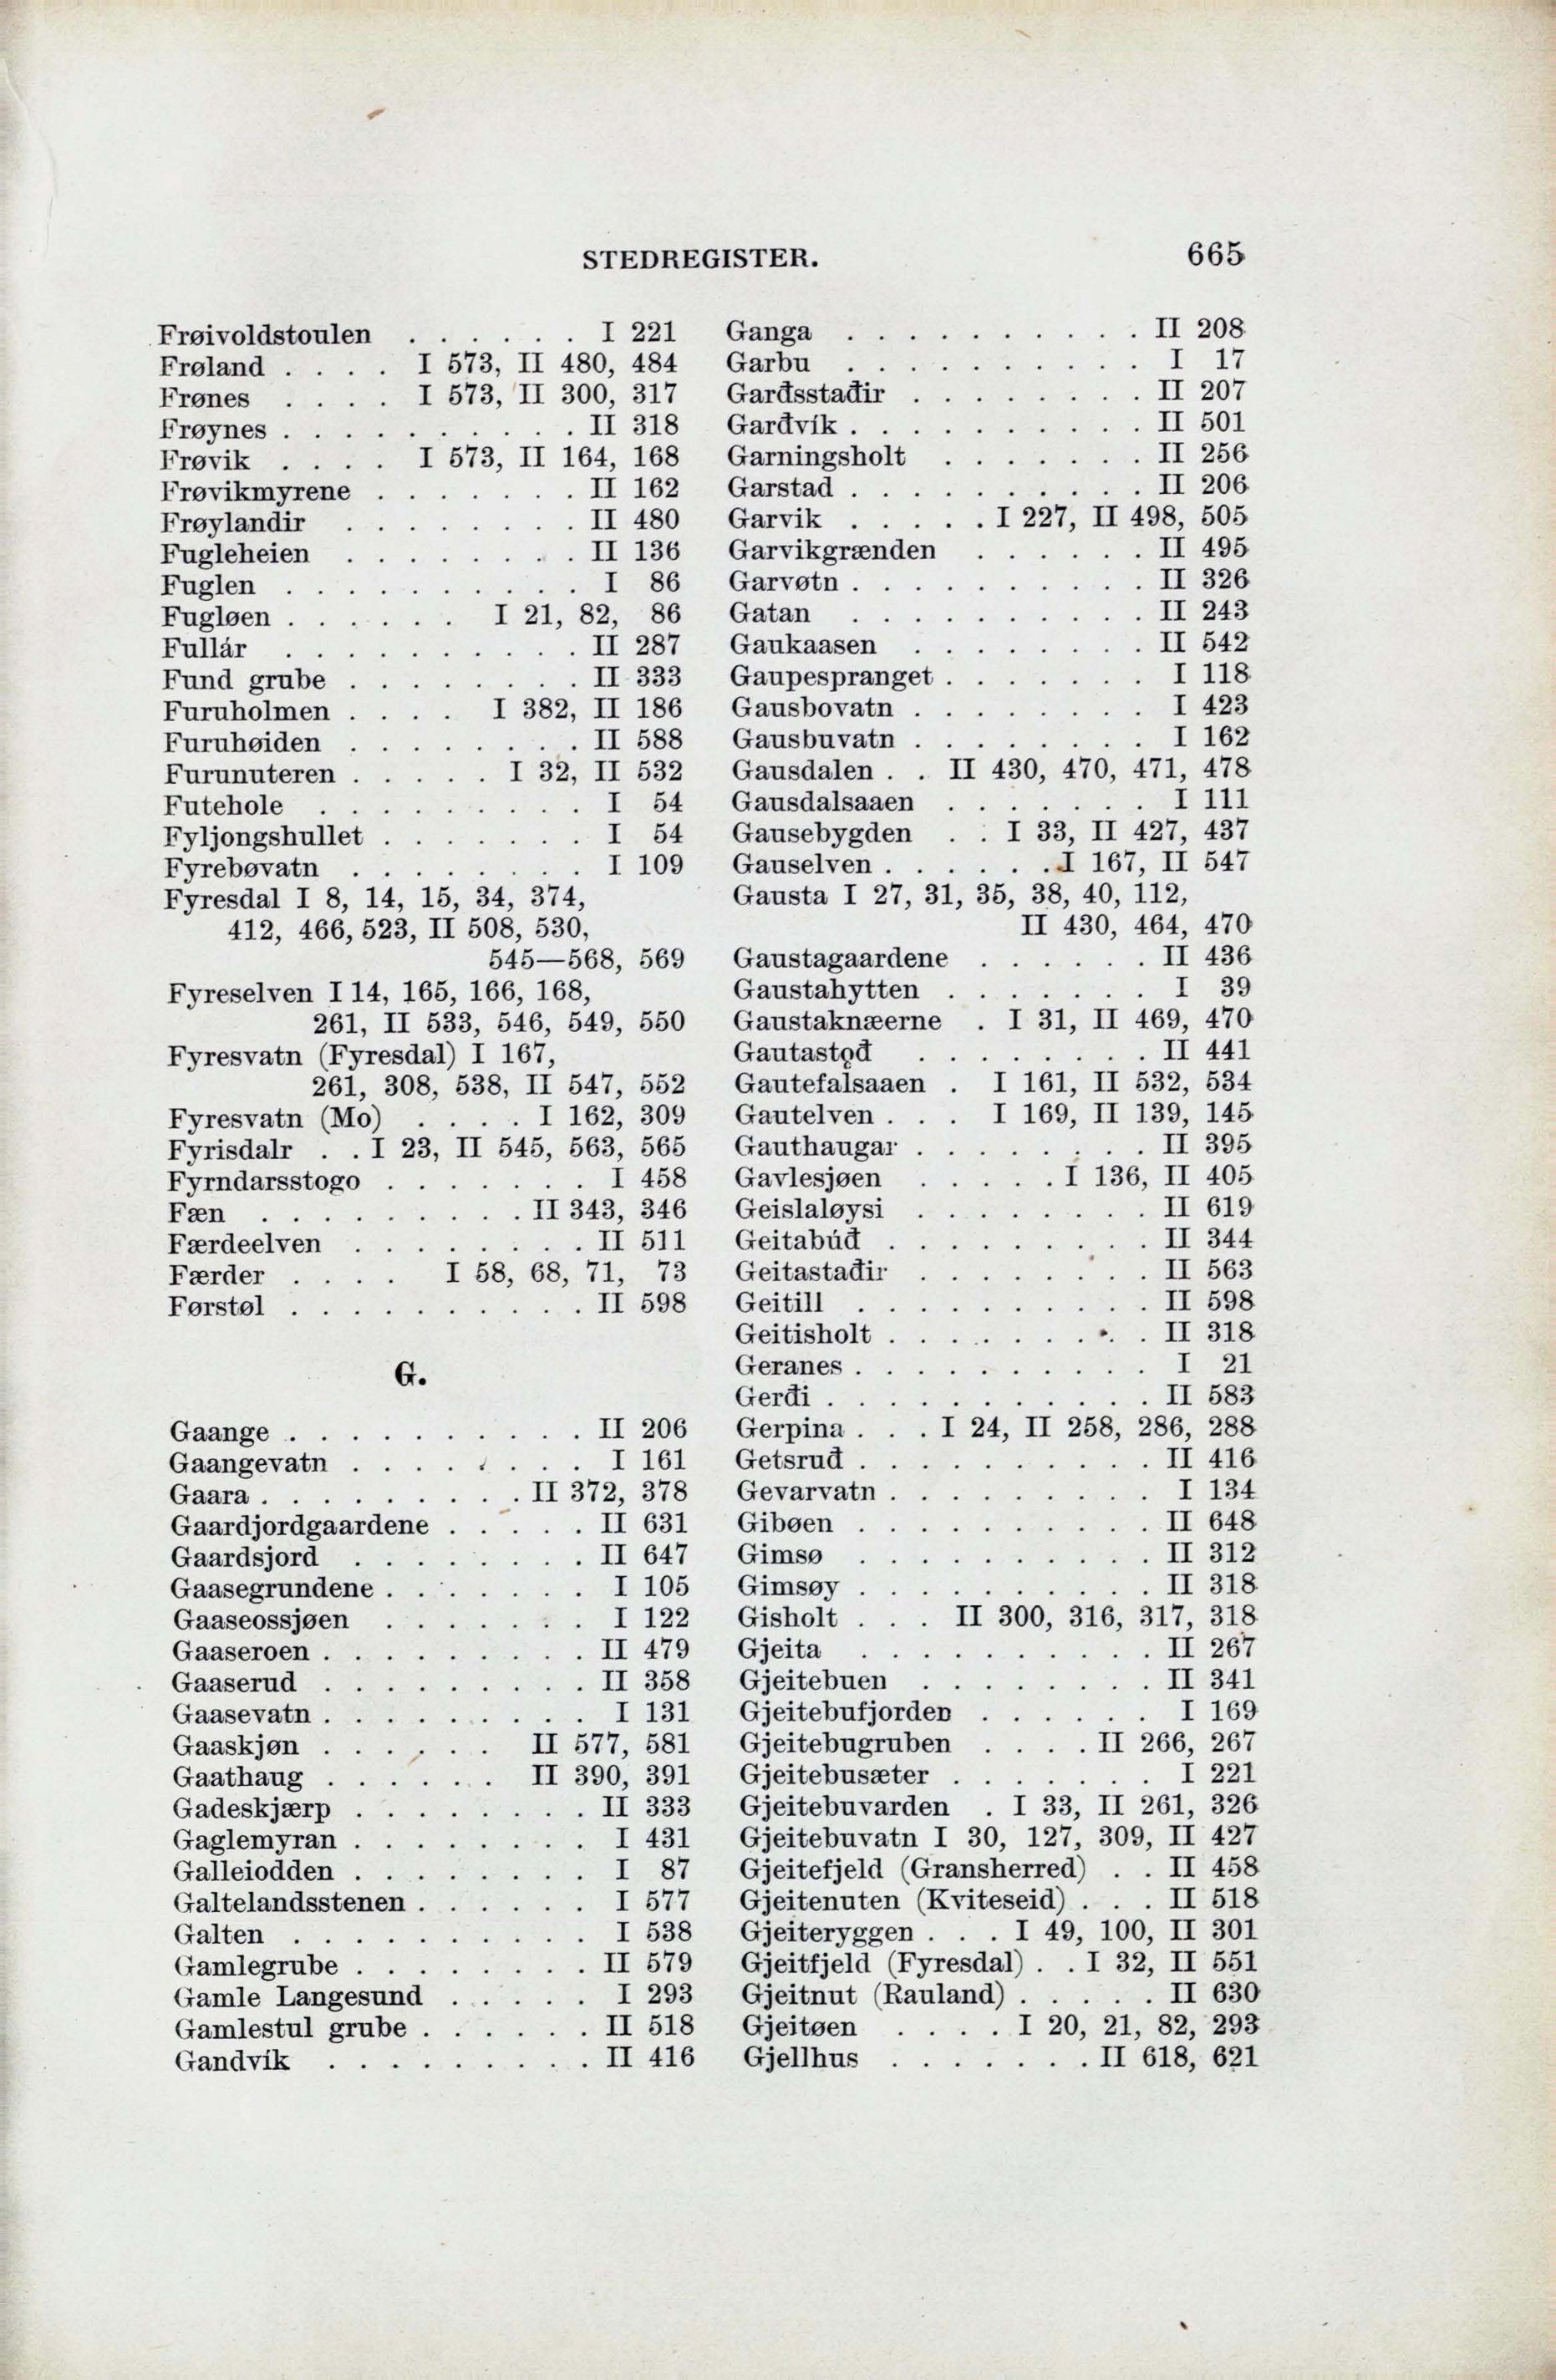 STEDREGISTER. 665
Frøivoldstoulen . . . . . . I 221
Frøland . . . . I 573, II 480, 484
Frønes . . . . I 573, II 300, 317
Frøynes . . . . . . . . . . II 318
Frøvik . . . . I 573, II 164, 168
Frøvikmyrene . . . . . . . II 162
Frøylandir . . . . . . . . II 480
Fugleheien . . . . . . . . II 136
Fuglen . . . . . . . . . . I 86
Fugløen . . . . . . I 21, 82, 86
Fullár . . . . . . . . . . II 287
Fund grube . . . . . . . . II 333
Furuholmen . . . . I 382, II 186
Furuhøiden . . . . . . . . II 588
Furunuteren . . . . . I 32, II 532
Futehole . . . . . . . . . I 54
Fyljongshullet . . . . . . . I 54
Fyrebøvatn . . . . . . . . I 109
Fyresdal I 8, 14, 15, 34, 374,
412, 466, 523, II 508, 530,
545—568, 569
Fyreselven I 14, 165, 166, 168,
261, II 533, 546, 549, 550
Fyresvatn (Fyresdal) I 167,
261, 308, 538, II 547, 552
Fyresvatn (Mo) . . . . I 162, 309
Fyrisdalr . . I 23, II 545, 563, 565
Fyrndarsstogo . . . . . . . I 458
Fæn . . . . . . . . . II 343, 346
Færdeelven . . . . . . . . II 511
Færder . . . . I 58, 68, 71, 73
Førstøl . . . . . . . . . . II 598
G.
Gaange . . . . . . . . . . II 206
Gaangevatn . . . . . . . . I 161
Gaara . . . . . . . . . II 372, 378
Gaardjordgaardene . . . . . II 631
Gaardsjord . . . . . . . . II 647
Gaasegrundene . . . . . . . I 105
Gaaseossjøen . . . . . . . I 122
Gaaseroen . . . . . . . . . II 479
Gaaserud . . . . . . . . . II 358
Gaasevatn . . . . . . . . . I 131
Gaaskjøn . . . . . . II 577, 581
Gaathaug . . . . . . II 390, 391
Gadeskjærp . . . . . . . . II 333
Gaglemyran . . . . . . . . I 431
Galleiodden . . . . . . . . I 87
Galtelandsstenen . . . . . . I 577
Galten . . . . . . . . . . I 538
Gamlegrube . . . . . . . . II 579
Gamle Langesund . . . . . I 293
Gamlestul grube . . . . . . II 518
Gandvík . . . . . . . . . II 416
Ganga . . . . . . . . . . II 208
Garbu . . . . . . . . . . I 17
Garđsstađir . . . . . . . . II 207
Garđvík . . . . . . . . . . II 501
Garningsholt . . . . . . . II 256
Garstad . . . . . . . . . . II 206
Garvik . . . . . I 227, II 498, 505
Garvikgrænden . . . . . . II 495
Garvøtn . . . . . . . . . . II 326
Gatan . . . . . . . . . . II 243
Gaukaasen . . . . . . . . II 542
Gaupespranget . . . . . . . I 118
Gausbovatn . . . . . . . . I 423
Gausbuvatn . . . . . . . . I 162
Gausdalen . . II 430, 470, 471, 478
Gausdalsaaen . . . . . . . I 111
Gausebygden . . I 33, II 427, 437
Gauselven . . . . . . I 167, II 547
Gausta I 27, 31, 35, 38, 40, 112,
II 430, 464, 470
Gaustagaardene . . . . . . II 436
Gaustahytten . . . . . . . I 39
Gaustaknæerne . I 31, II 469, 470
Gautastǫđ . . . . . . . . II 441
Gautefalsaaen . I 161, II 532, 534
Gautelven . . . I 169, II 139, 145
Gauthaugar . . . . . . . . II 395
Gavlesjøen . . . . . I 136, II 405
Geislaløysi . . . . . . . . II 619
Geitabúđ . . . . . . . . . II 344
Geitastađir . . . . . . . . II 563
Geitill . . . . . . . . . . II 598
Geitisholt . . . . . . . . . II 318
Geranes . . . . . . . . . . I 21
Gerđi . . . . . . . . . . . II 583
Gerpina . . . I 24, II 258, 286, 288
Getsruđ . . . . . . . . . . II 416
Gevarvatn . . . . . . . . . I 134
Gibøen . . . . . . . . . . II 648
Gimsø . . . . . . . . . . II 312
Gimsøy . . . . . . . . . . II 318
Gisholt . . . II 300, 316, 317, 318
Gjeita . . . . . . . . . . II 267
Gjeitebuen . . . . . . . . II 341
Gjeitebufjorden . . . . . . I 169
Gjeitebugruben . . . . II 266, 267
Gjeitebusæter . . . . . . . I 221
Gjeitebuvarden . I 33, II 261, 326
Gjeitebuvatn I 30, 127, 309, II 427
Gjeitefjeld (Gransherred) . . II 458
Gjeitenuten (Kviteseid) . . . II 518
Gjeiteryggen . . . I 49, 100, II 301
Gjeitfjeld (Fyresdal) . . I 32, II 551
Gjeitnut (Rauland) . . . . . II 630
Gjeitøen . . . . I 20, 21, 82, 293
Gjellhus . . . . . . . II 618, 621